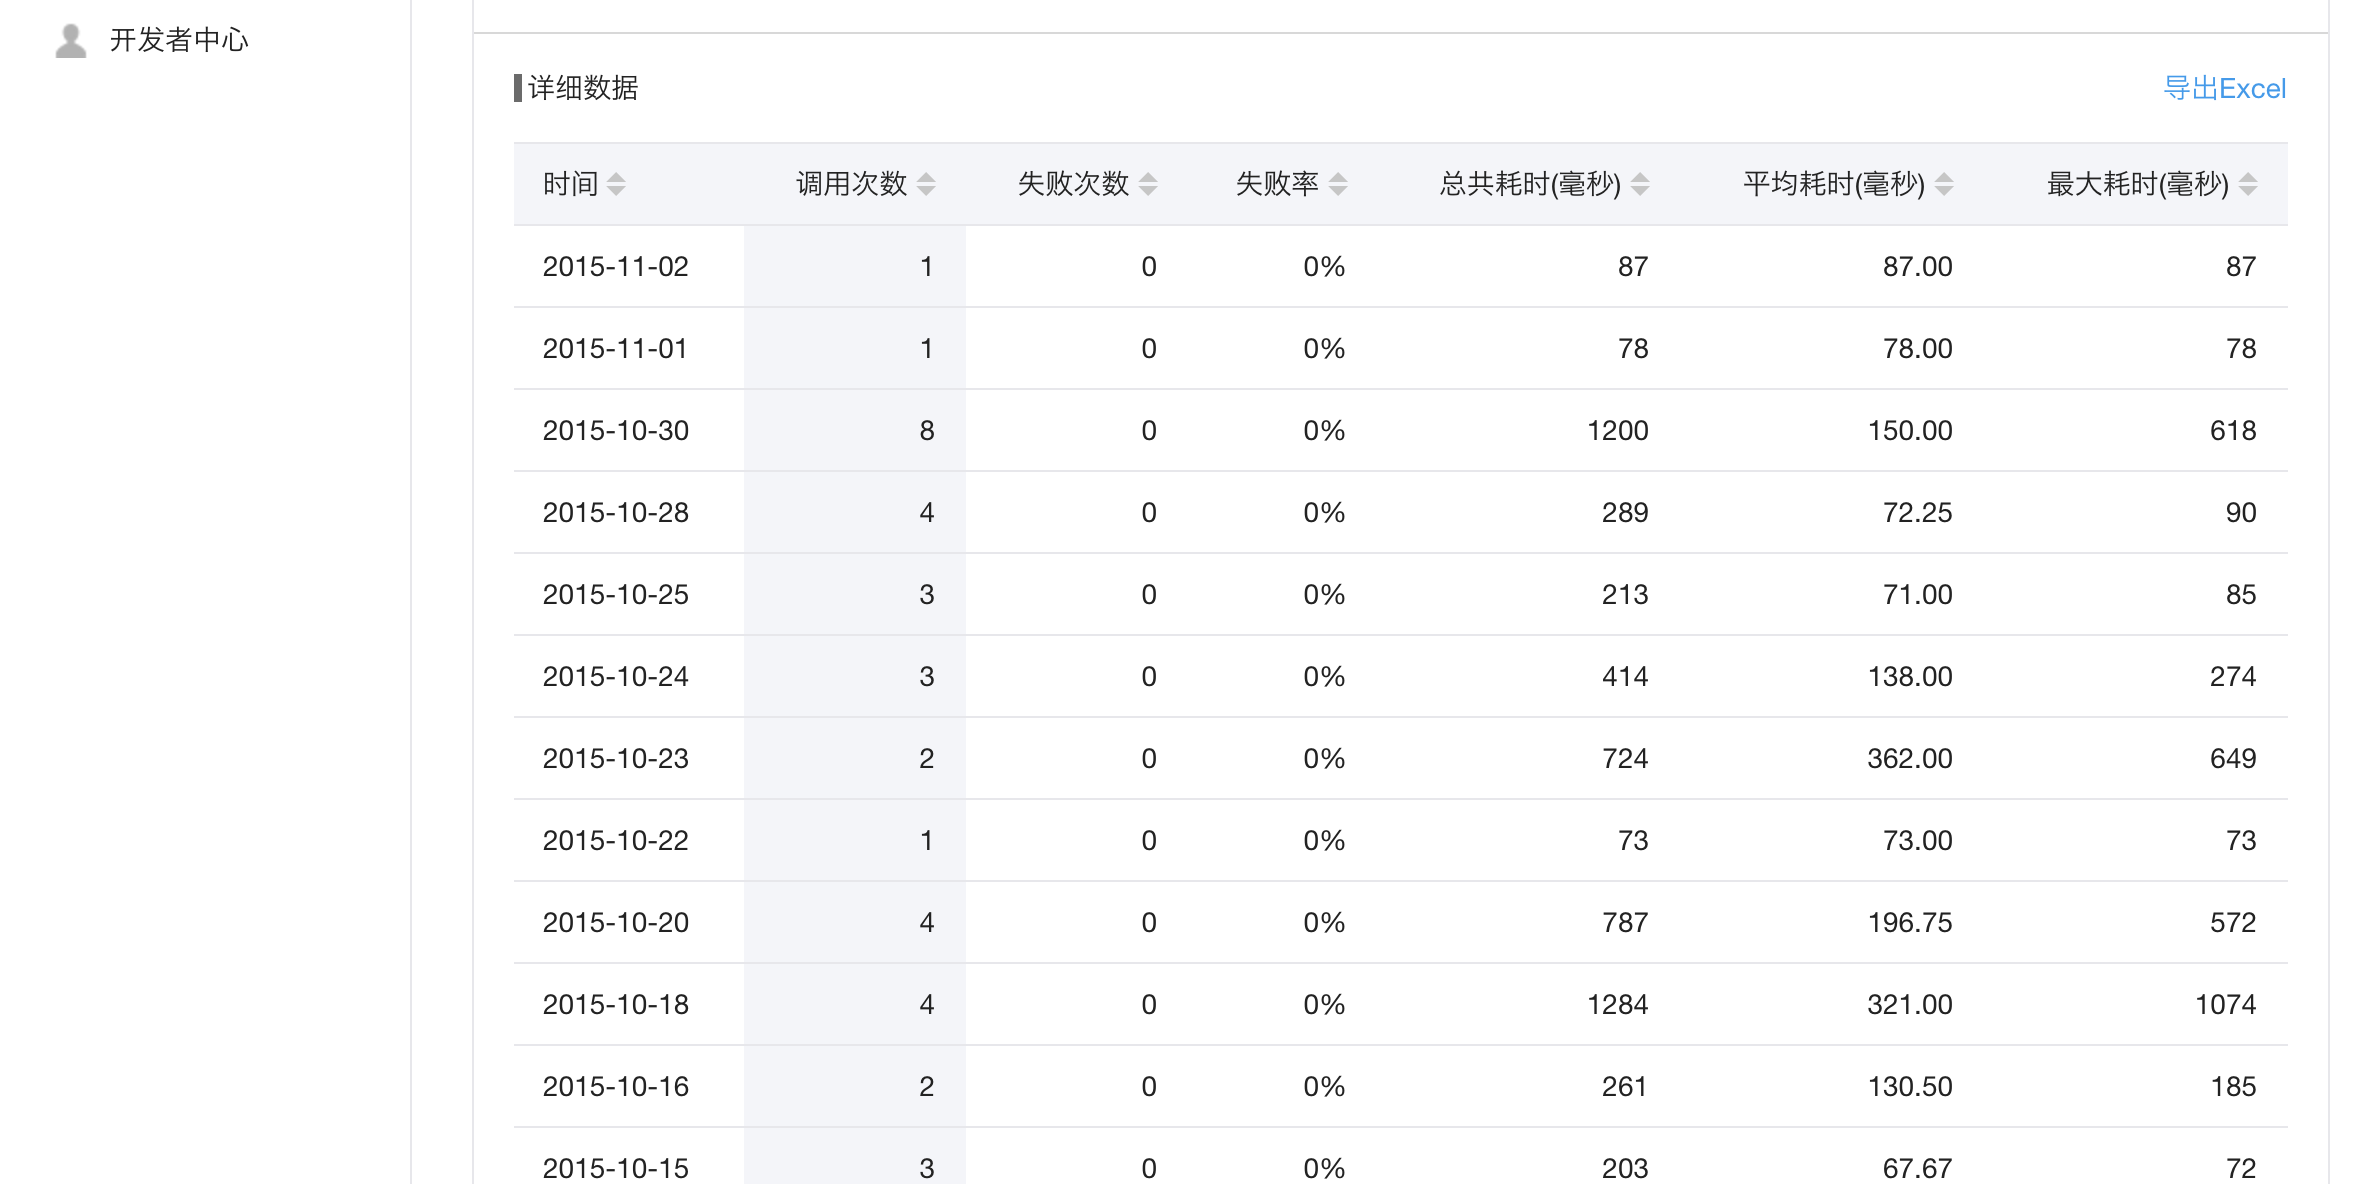 开发者中心
详细数据 导出Excel
时间 调用次数 失败次数 失败率 总共耗时(毫秒) 平均耗时(毫秒) 最大耗时(毫秒)
2015-11-02 1 0 0% 87 87.00 87
2015-11-01 1 0 0% 78 78.00 78
2015-10-30 8 0 0% 1200 150.00 618
2015-10-28 4 0 0% 289 72.25 90
2015-10-25 3 0 0% 213 71.00 85
2015-10-24 3 0 0% 414 138.00 274
2015-10-23 2 0 0% 724 362.00 649
2015-10-22 1 0 0% 73 73.00 73
2015-10-20 4 0 0% 787 196.75 572
2015-10-18 4 0 0% 1284 321.00 1074
2015-10-16 2 0 0% 261 130.50 185
2015-10-15 3 0 0% 203 67.67 72